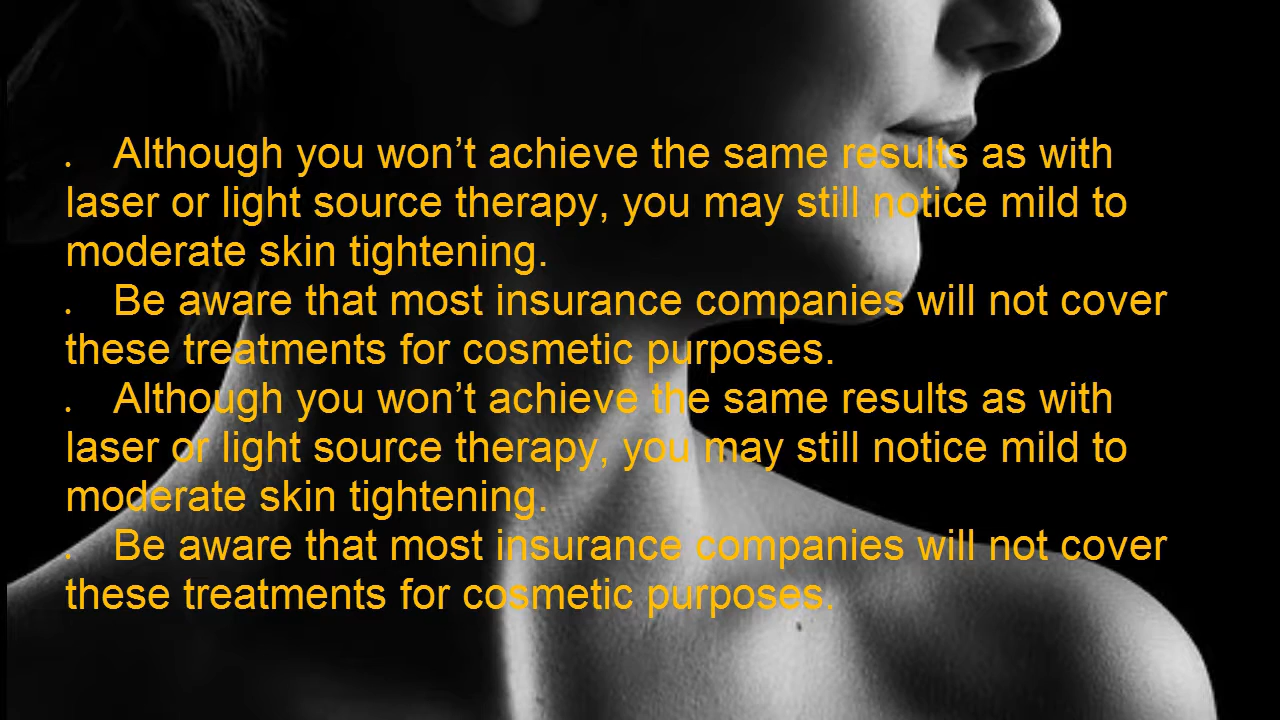 . Although you won’t achieve the same results as with
laser or light source therapy, you may still notice mild to
moderate skin tightening.
. Be aware that most insurance companies will not cover
these treatments for cosmetic purposes.
. Although you won’t achieve the same results as with
laser or light source therapy, you may still notice mild to
moderate skin tightening.
. Be aware that most insurance companies will not cover
these treatments for cosmetic purposes.